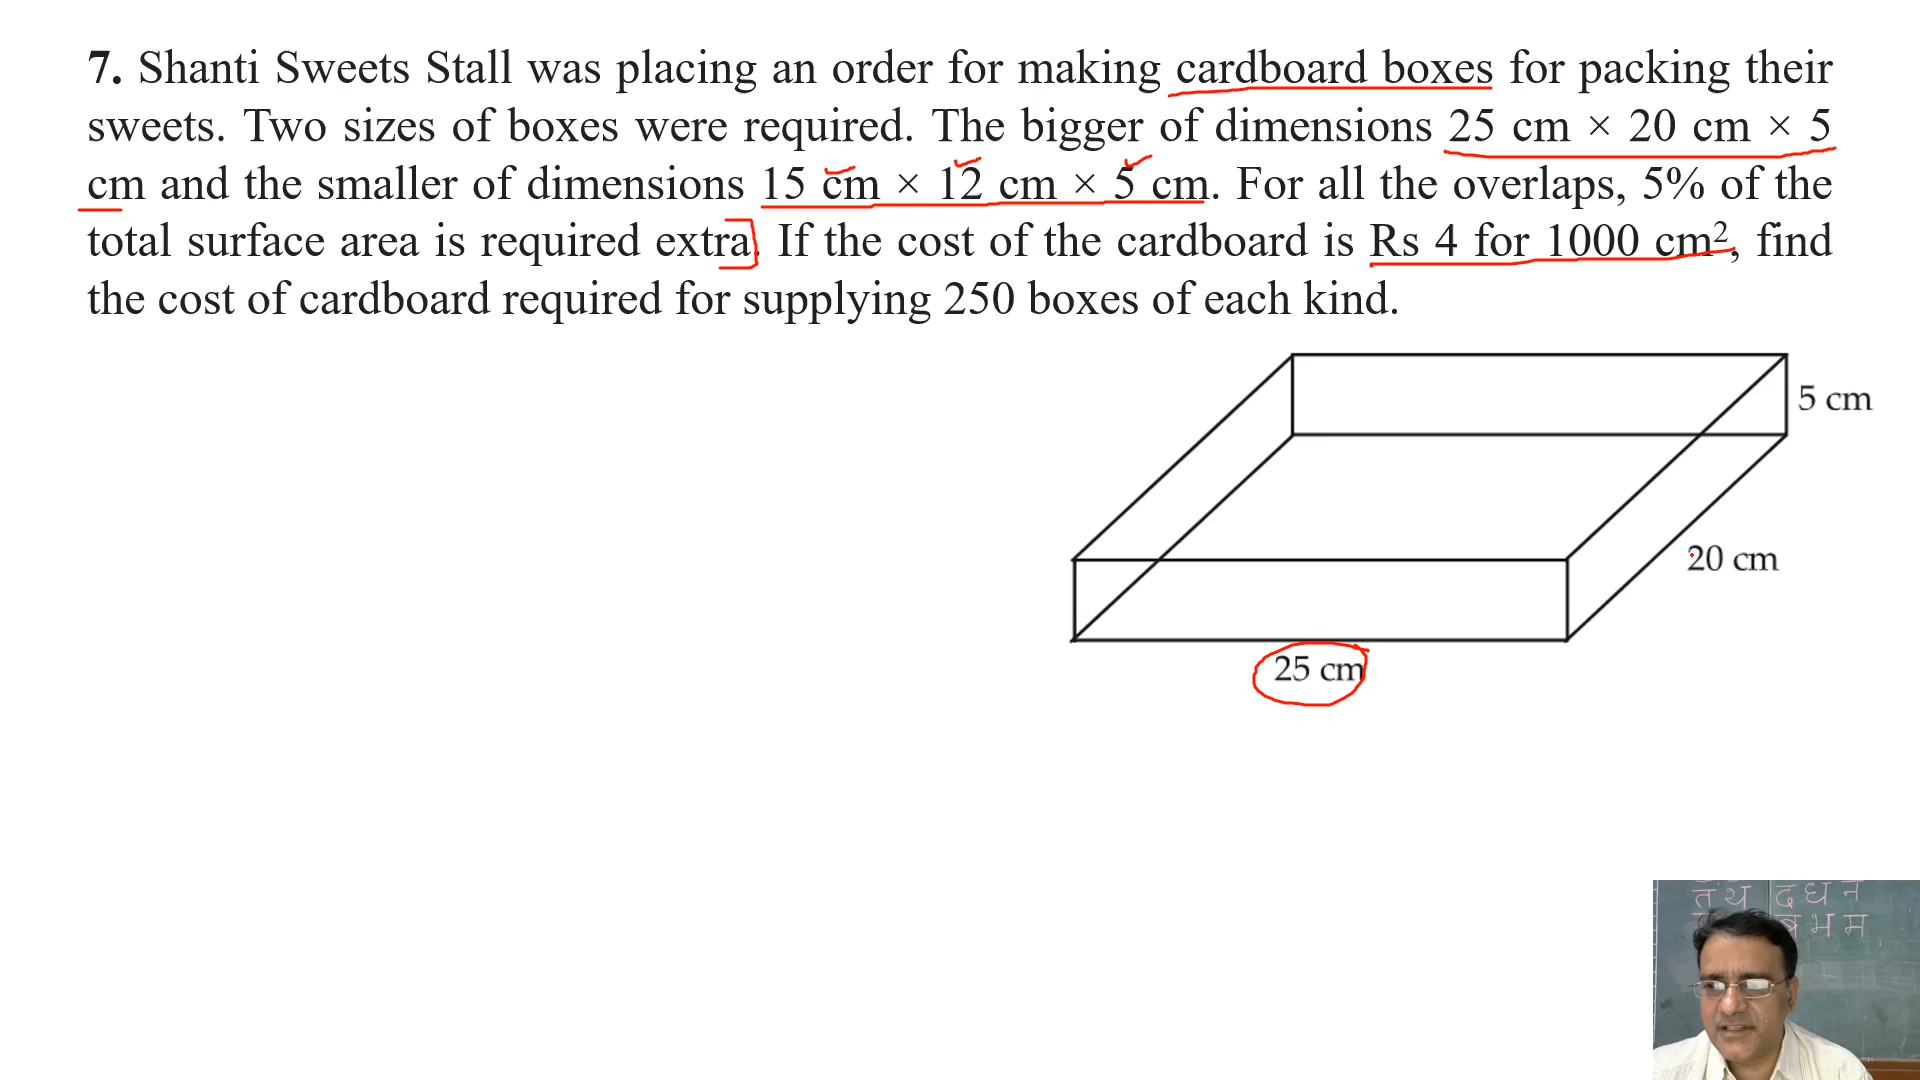 7. Shanti Sweets Stall was placing an order for making cardboard boxes for packing their
sweets. Two sizes of boxes were required. The bigger of dimensions 25 cm × 20 cm × 5
cm and the smaller of dimensions 15 cm × 12 cm × 5 cm. For all the overlaps, 5% of the
total surface area is required extra. If the cost of the cardboard is Rs 4 for 1000 cm², find
the cost of cardboard required for supplying 250 boxes of each kind.
5 cm
20 cm
25 cm
त थ द ध न
ब भ म